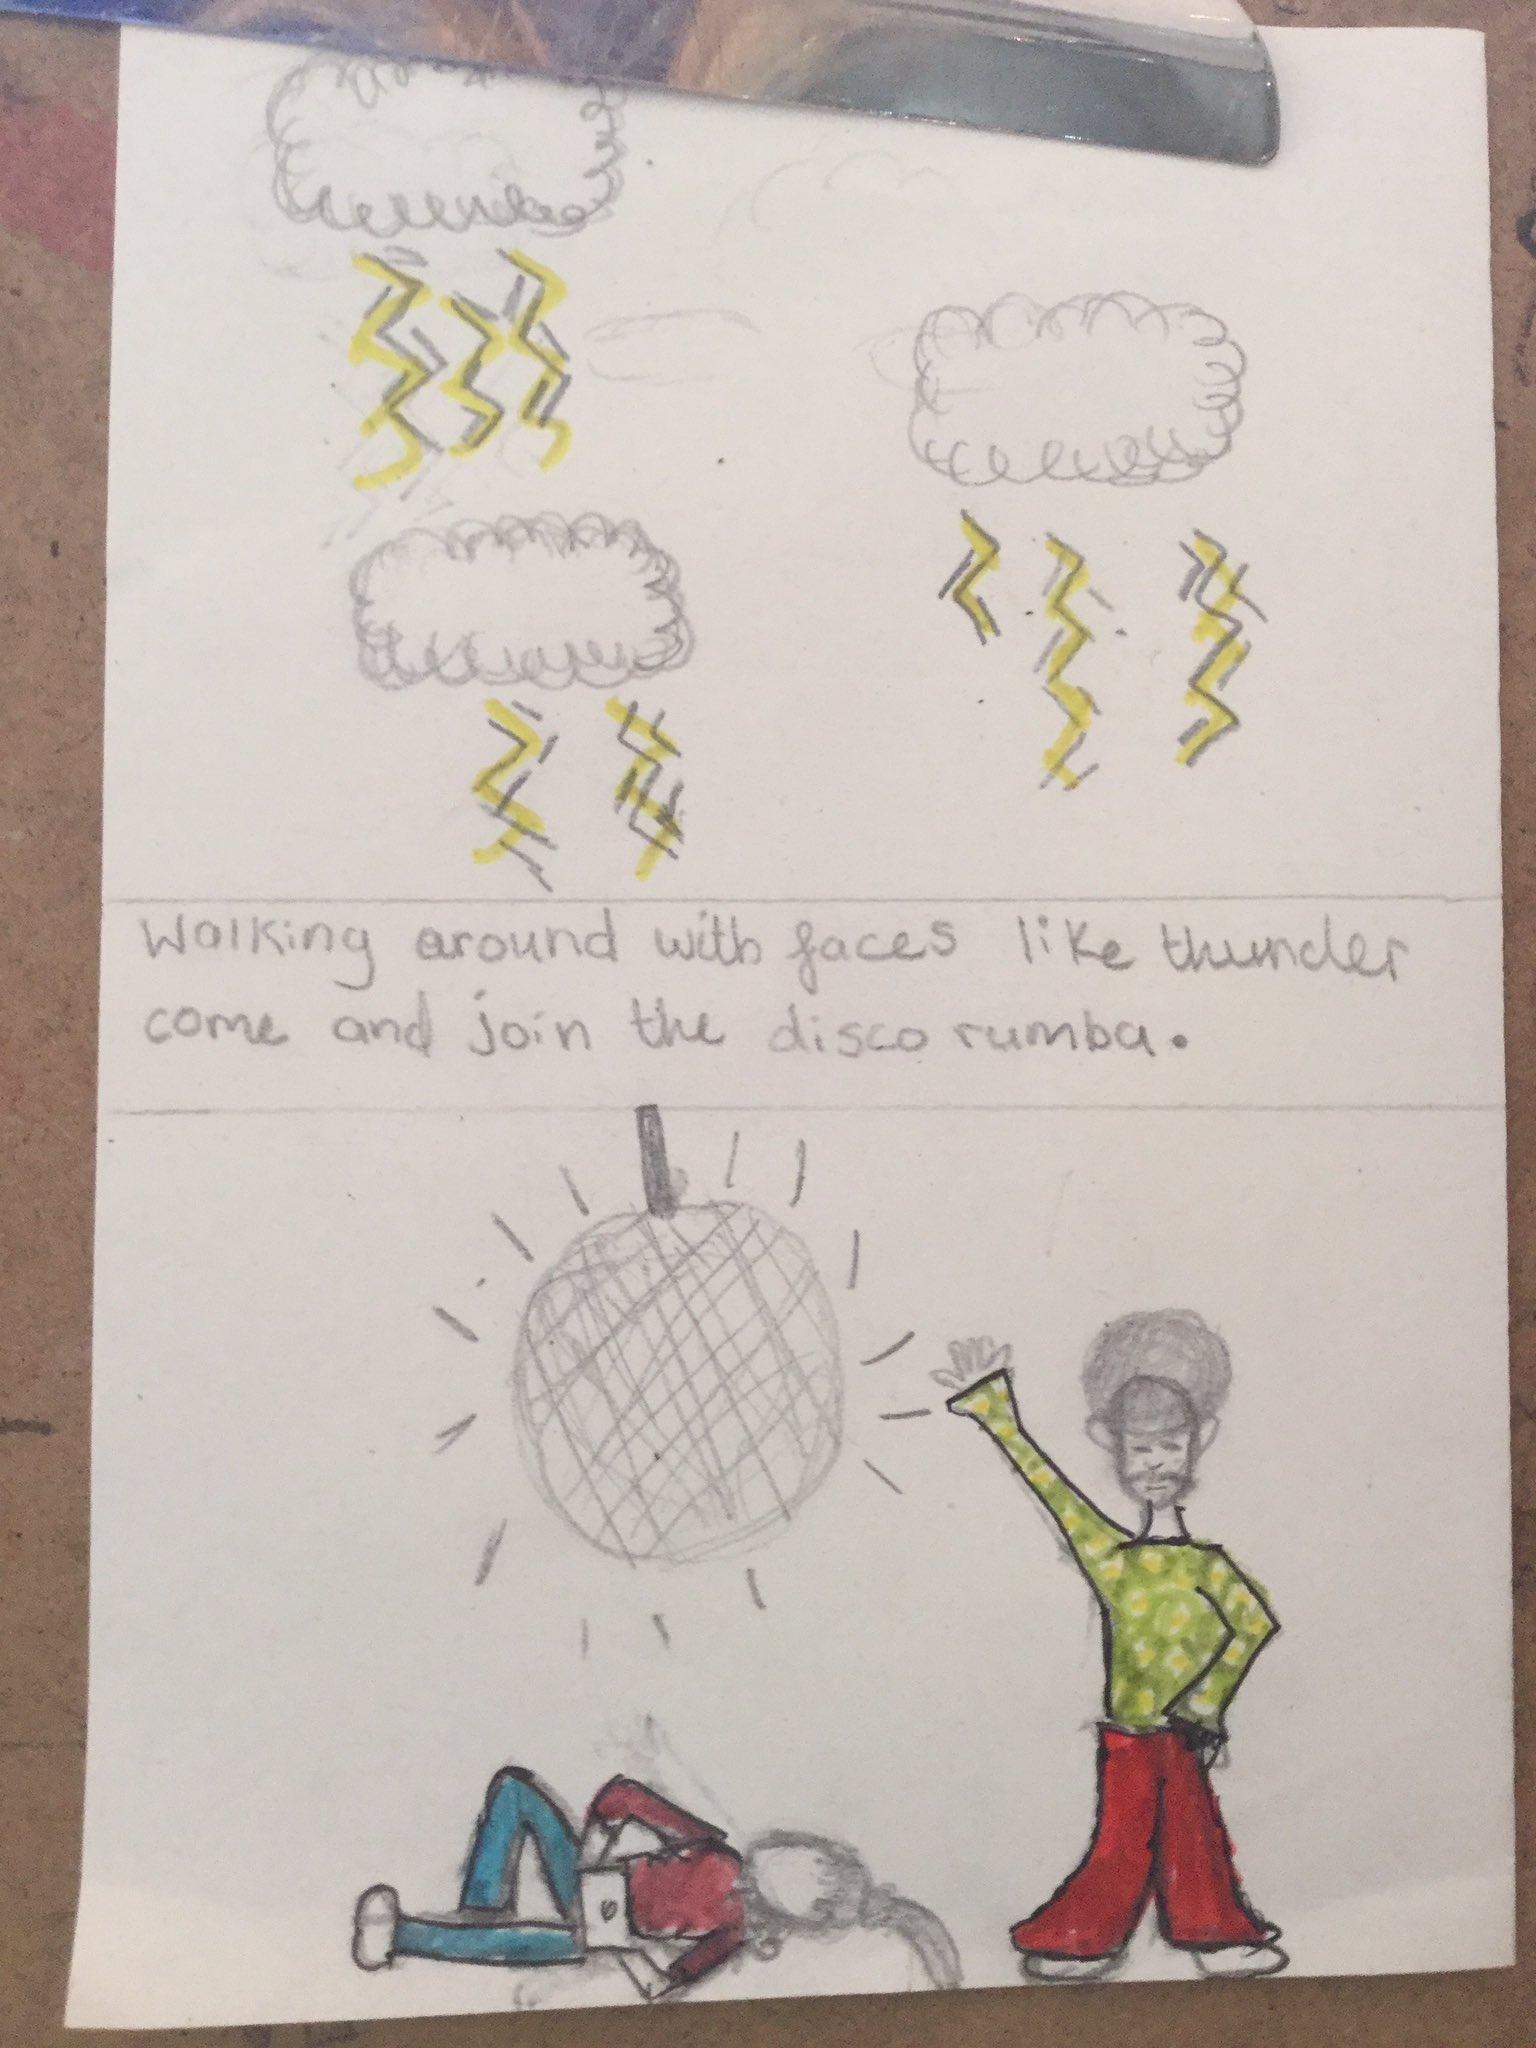 Walking around with faces like thunder
come and join the disco rumba.